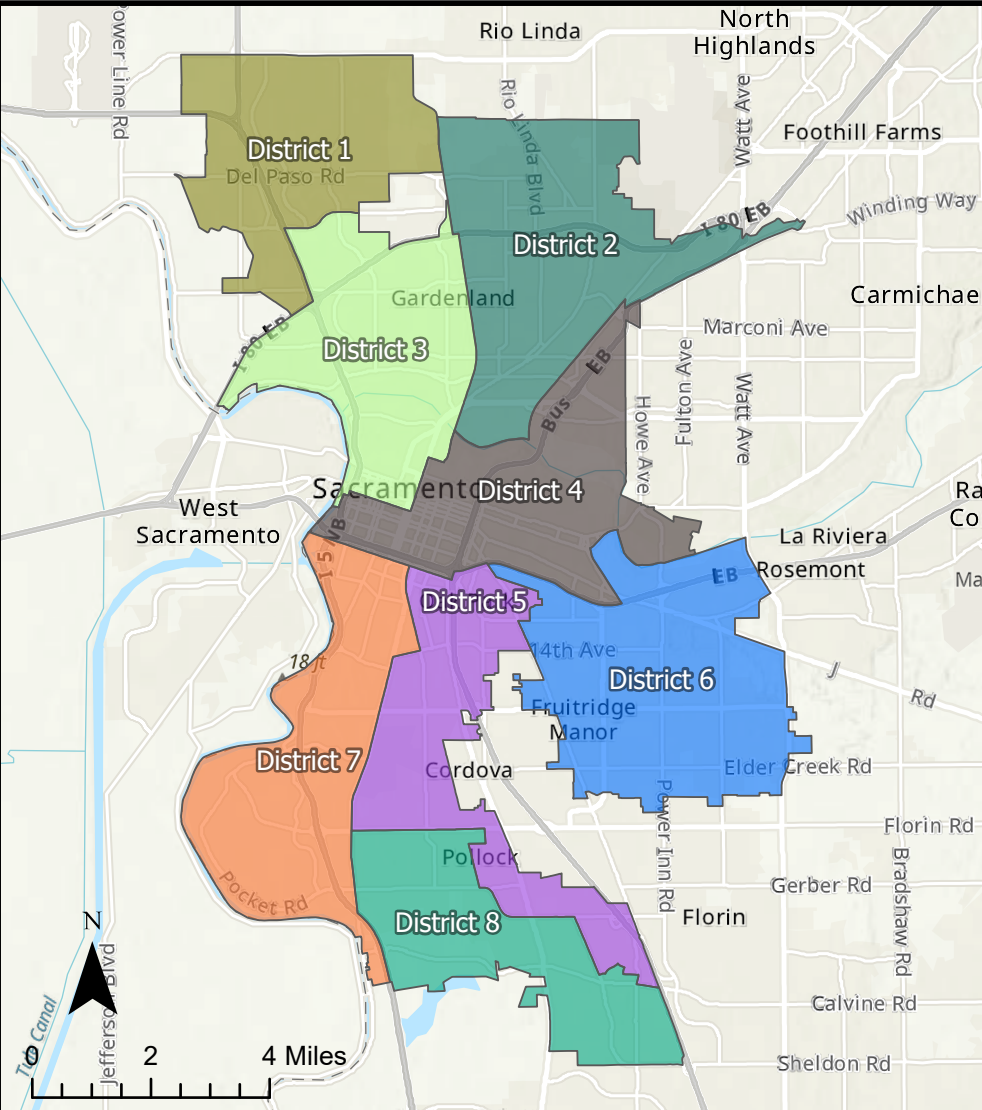 North
Highlands
Rio Linda
Power Line Rd
Rio Linda Blvd
Watt Ave
Foothill Farms
District 1
Del Paso Rd
I 80 EB
Winding Way
District 2
Gardenland
Carmichae
I 80 EB
District 3
Marconi Ave
EB
Bus
Fulton Ave
Watt Ave
Howe Ave
Sacramento
District 4
Ra
Co
West
Sacramento
I 5 NB
La Riviera
EB
Rosemont
Ma
District 5
14th Ave
18 ft
District 6
J
Rd
Fruitridge
Manor
District 7
Cordova
Elder Creek Rd
Power Inn Rd
Florin Rd
Pollock
Gerber Rd
Bradshaw Rd
Pocket Rd
District 8
Florin
N
Jefferson Blvd
Calvine Rd
Tule Canal
0
2
4 Miles
Sheldon Rd